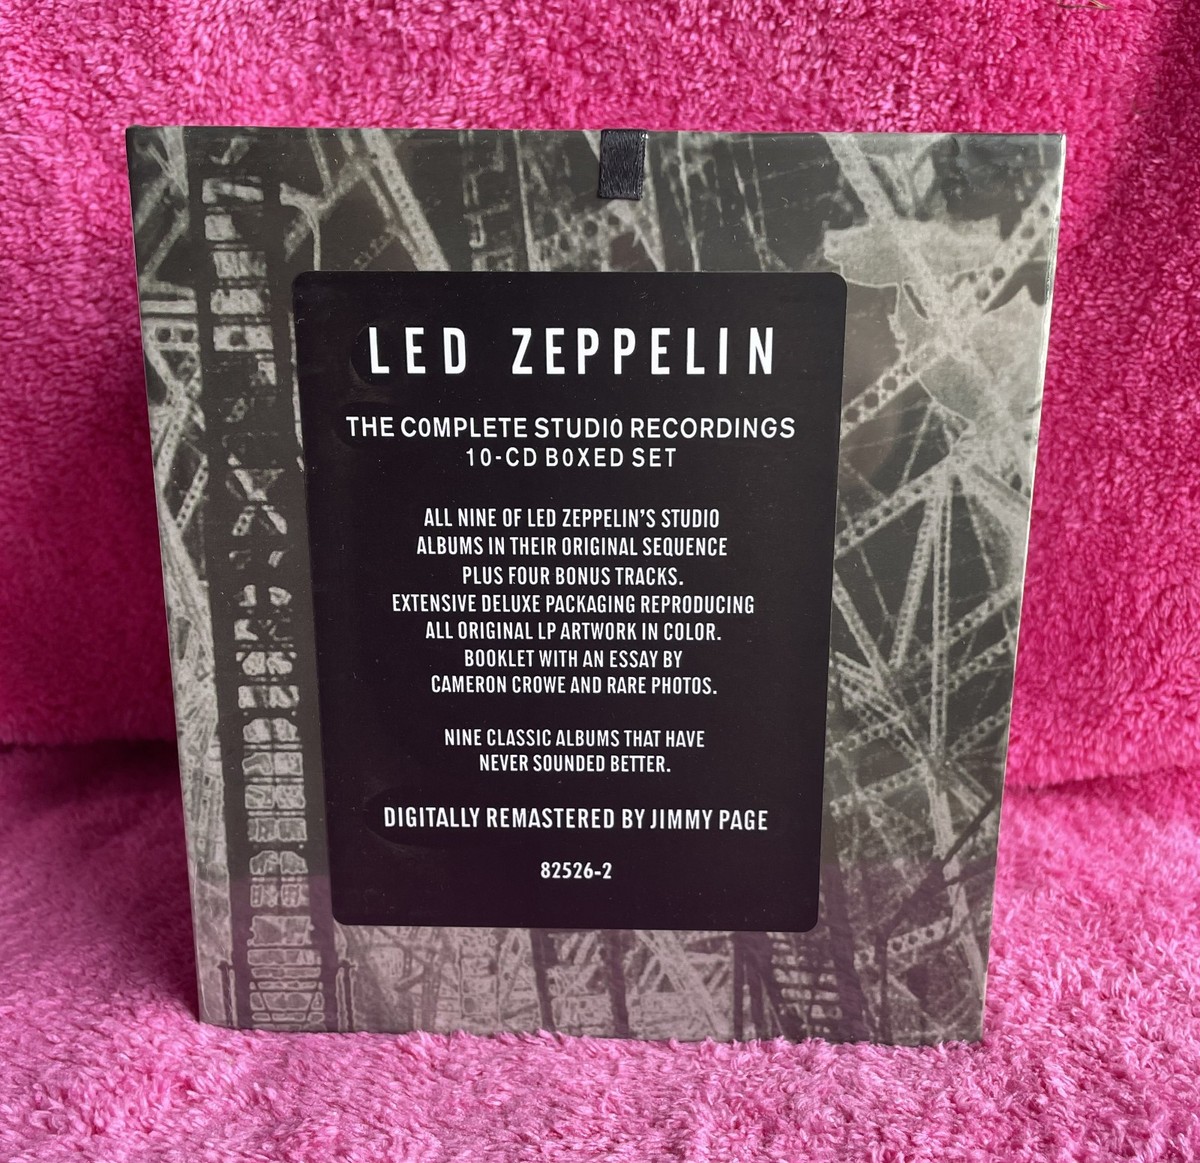 LED ZEPPELIN
THE COMPLETE STUDIO RECORDINGS
10-CD BOXED SET
ALL NINE OF LED ZEPPELIN'S STUDIO
ALBUMS IN THEIR ORIGINAL SEQUENCE
PLUS FOUR BONUS TRACKS.
EXTENSIVE DELUXE PACKAGING REPRODUCING
ALL ORIGINAL LP ARTWORK IN COLOR.
BOOKLET WITH AN ESSAY BY
CAMERON CROWE AND RARE PHOTOS.
NINE CLASSIC ALBUMS THAT HAVE
NEVER SOUNDED BETTER.
DIGITALLY REMASTERED BY JIMMY PAGE
82526-2